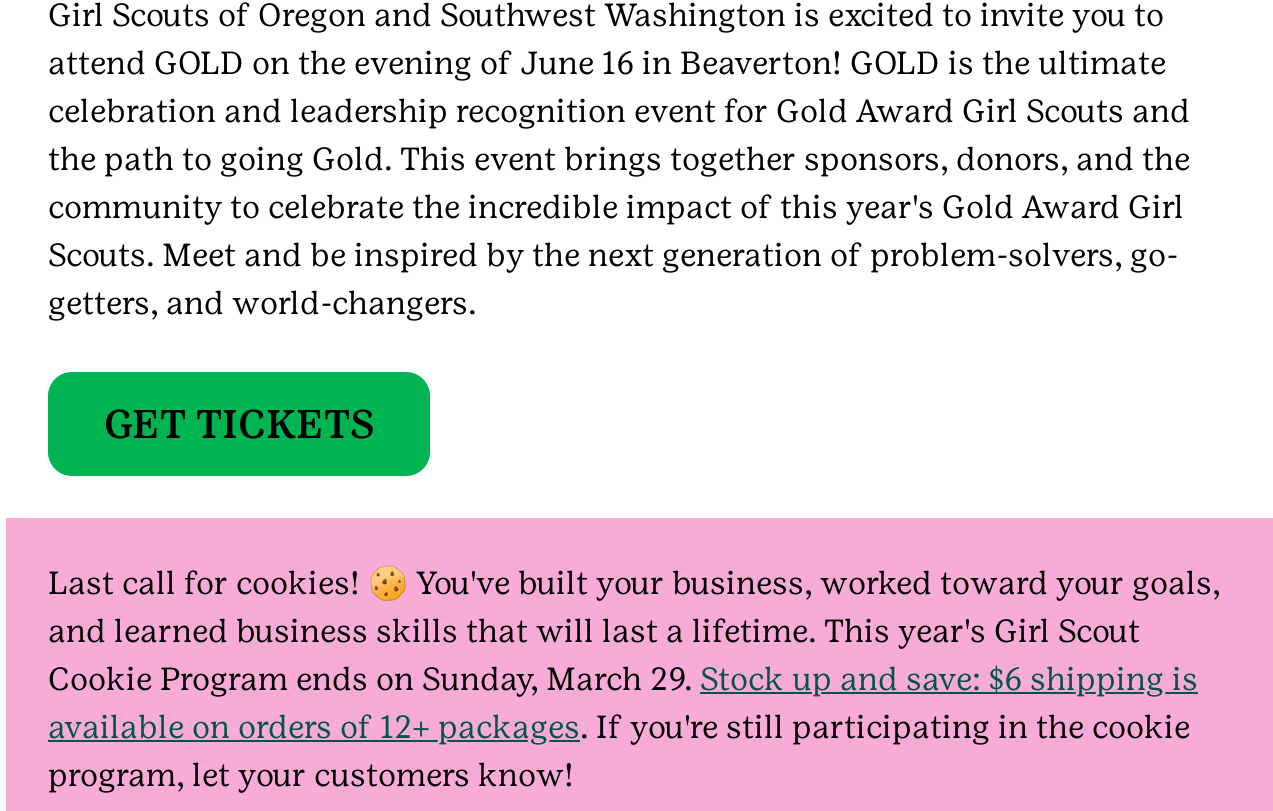 Girl Scouts of Oregon and Southwest Washington is excited to invite you to
attend GOLD on the evening of June 16 in Beaverton! GOLD is the ultimate
celebration and leadership recognition event for Gold Award Girl Scouts and
the path to going Gold. This event brings together sponsors, donors, and the
community to celebrate the incredible impact of this year's Gold Award Girl
Scouts. Meet and be inspired by the next generation of problem-solvers, go-
getters, and world-changers.
GET TICKETS
Last call for cookies! 🍪 You've built your business, worked toward your goals,
and learned business skills that will last a lifetime. This year's Girl Scout
Cookie Program ends on Sunday, March 29. Stock up and save: $6 shipping is
available on orders of 12+ packages. If you're still participating in the cookie
program, let your customers know!